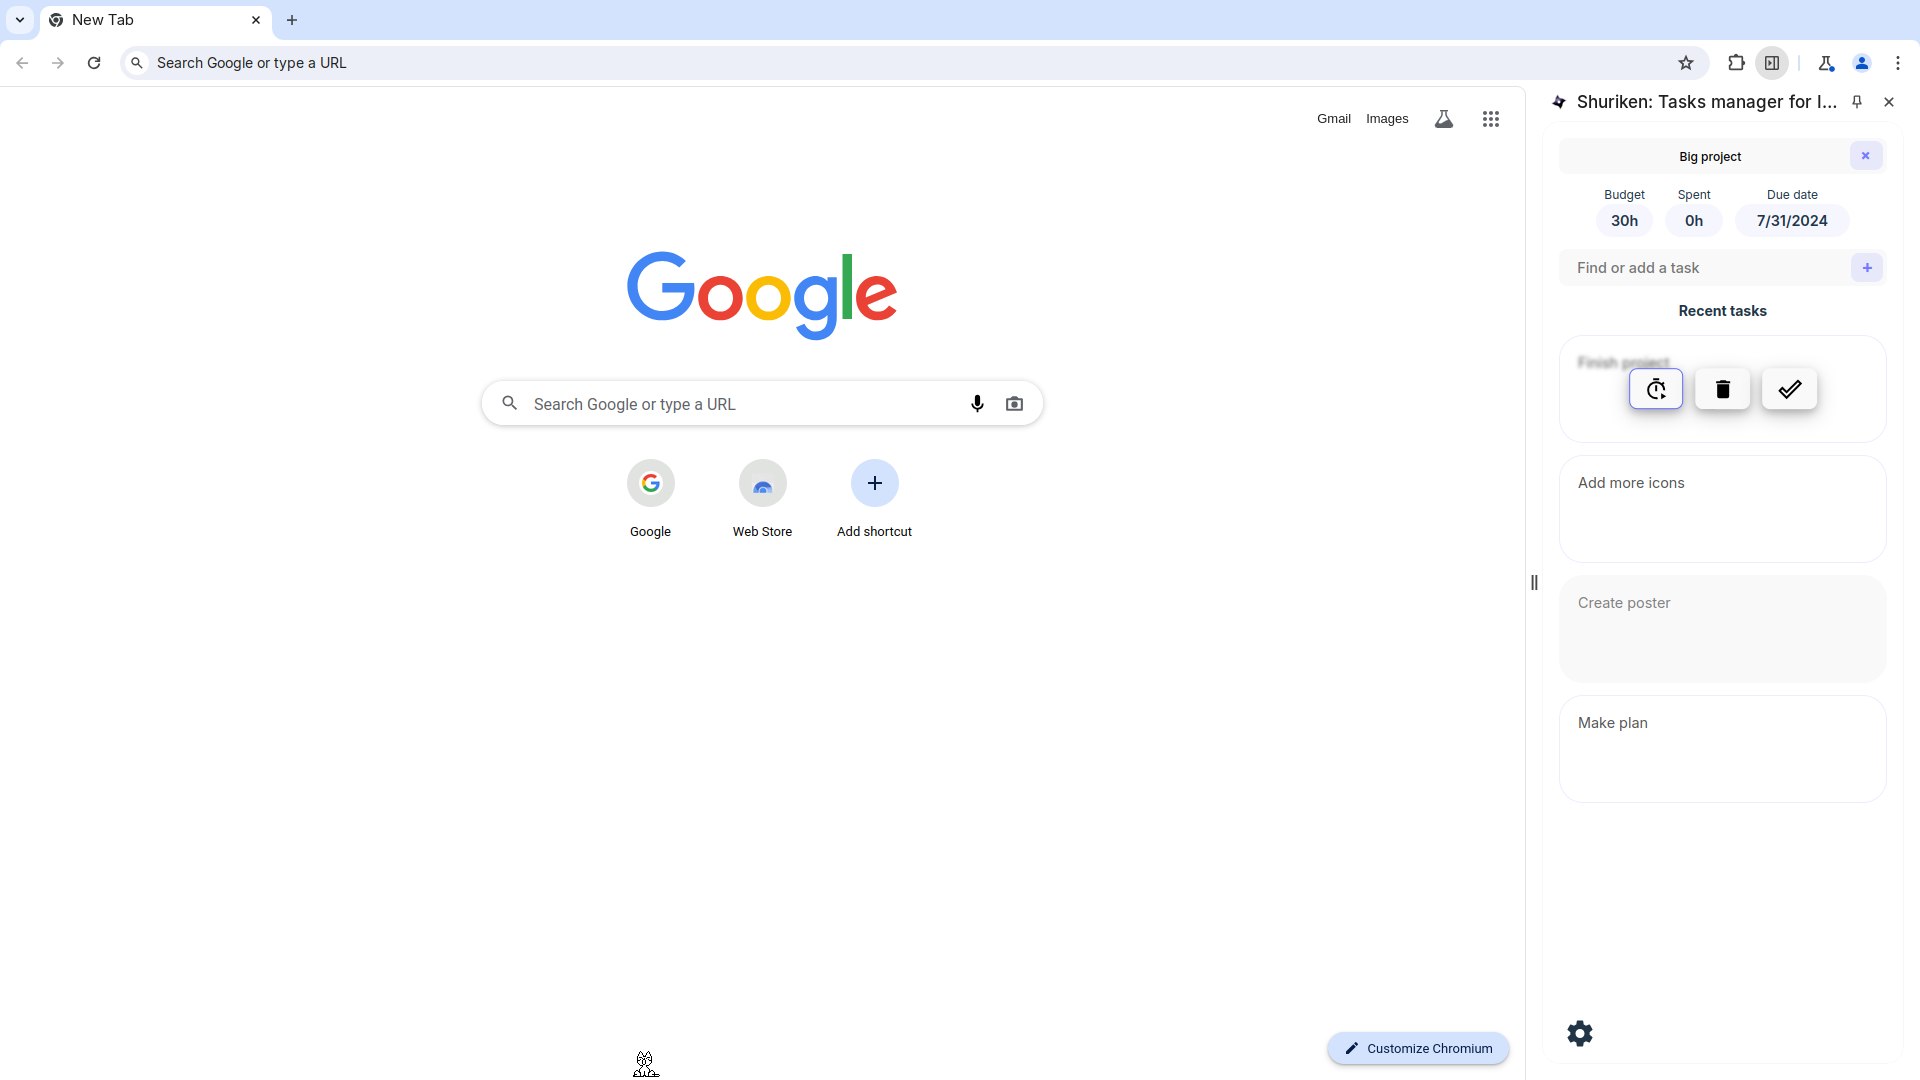 New Tab
Search Google or type a URL
Shuriken: Tasks manager for I...
Gmail
Images
Big project
Budget
Spent
Due date
30h
0h
7/31/2024
Find or add a task
Recent tasks
Google
Finish project
Search Google or type a URL
Add more icons
Google
Web Store
Add shortcut
Create poster
Make plan
Customize Chromium